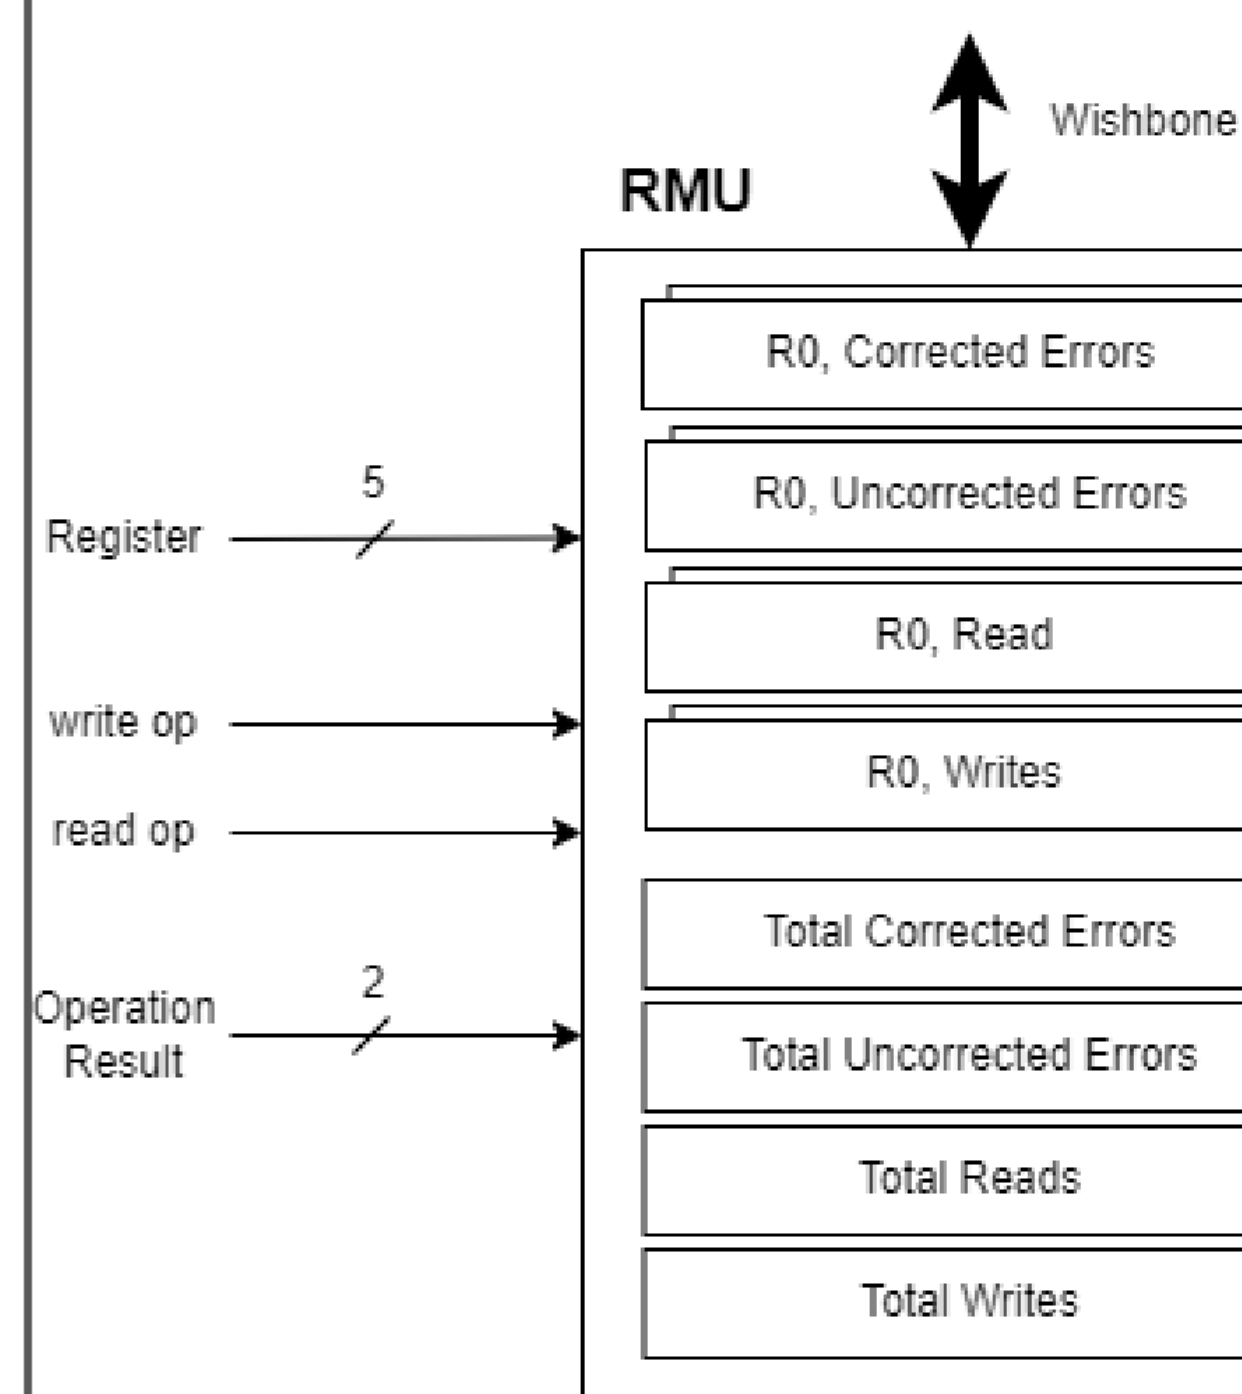 Wishbone
RMU
R0, Corrected Errors
5
R0, Uncorrected Errors
Register
R0, Read
write op
R0, Writes
read op
Total Corrected Errors
2
Operation
Result
Total Uncorrected Errors
Total Reads
Total Writes